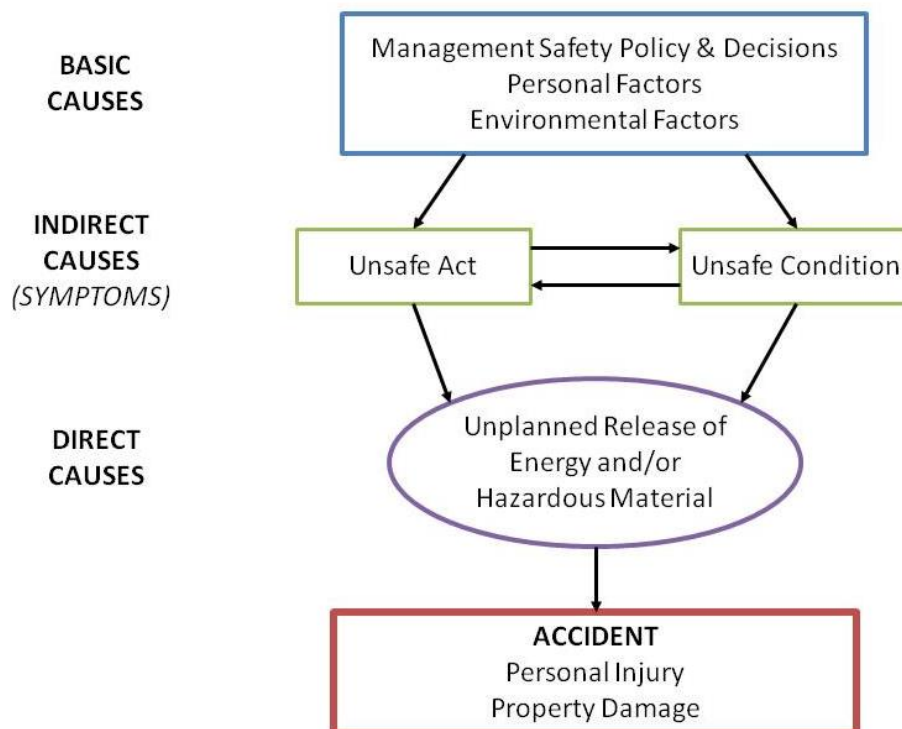 BASIC
CAUSES
Management Safety Policy & Decisions
Personal Factors
Environmental Factors
INDIRECT
CAUSES
(SYMPTOMS)
Unsafe Act
Unsafe Condition
DIRECT
CAUSES
Unplanned Release of
Energy and/or
Hazardous Material
ACCIDENT
Personal Injury
Property Damage